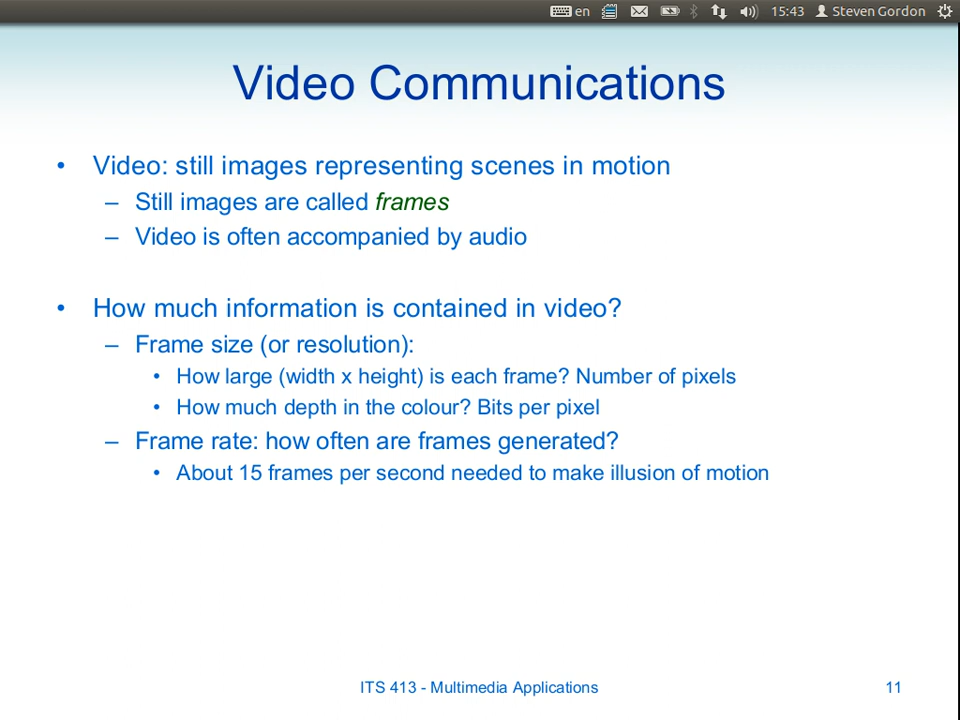 en 15:43 Steven Gordon
Video Communications
• Video: still images representing scenes in motion
– Still images are called frames
– Video is often accompanied by audio
• How much information is contained in video?
– Frame size (or resolution):
• How large (width x height) is each frame? Number of pixels
• How much depth in the colour? Bits per pixel
– Frame rate: how often are frames generated?
• About 15 frames per second needed to make illusion of motion
ITS 413 - Multimedia Applications 11